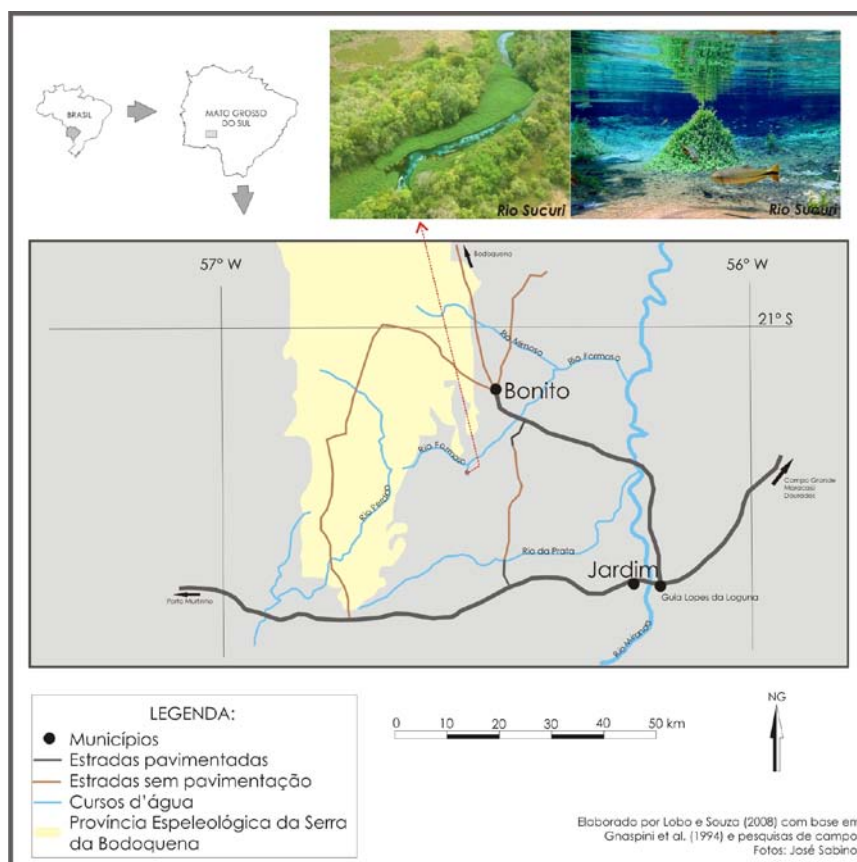 BRASIL
MATO GROSSO
DO SUL
Rio Sucuri
Rio Sucuri
57° W
56° W
21° S
Bodoquena
Rio Mimoso
Rio Formoso
Bonito
Rio Formoso
Rio Perdido
Rio da Prata
Campo Grande
Maracaju
Dourados
Jardim
Guia Lopes da Laguna
Porto Murtinho
Rio Miranda
LEGENDA:
Municípios
Estradas pavimentadas
Estradas sem pavimentação
Cursos d'água
Província Espeleológica da Serra
da Bodoquena
0 10 20 30 40 50 km
NG
Elaborado por Lobo e Souza (2008) com base em
Gnaspini et al. (1994) e pesquisas de campo.
Fotos: José Sabino